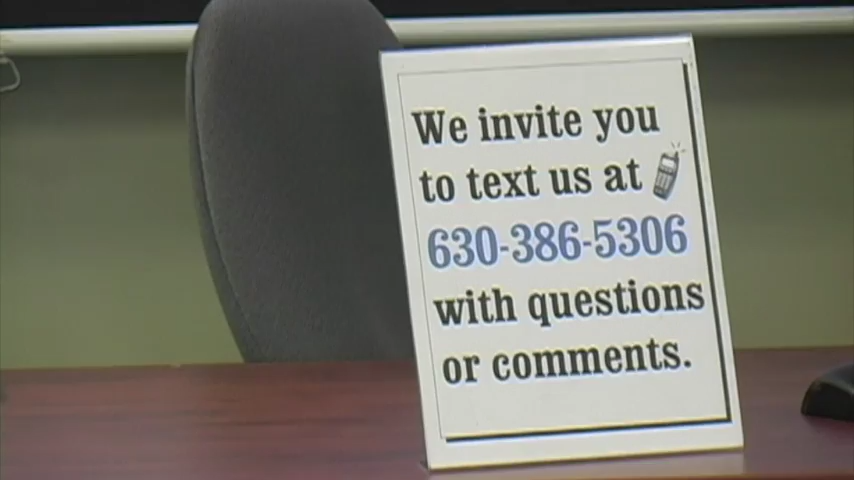 We invite you
to text us at
630-386-5306
with questions
or comments.